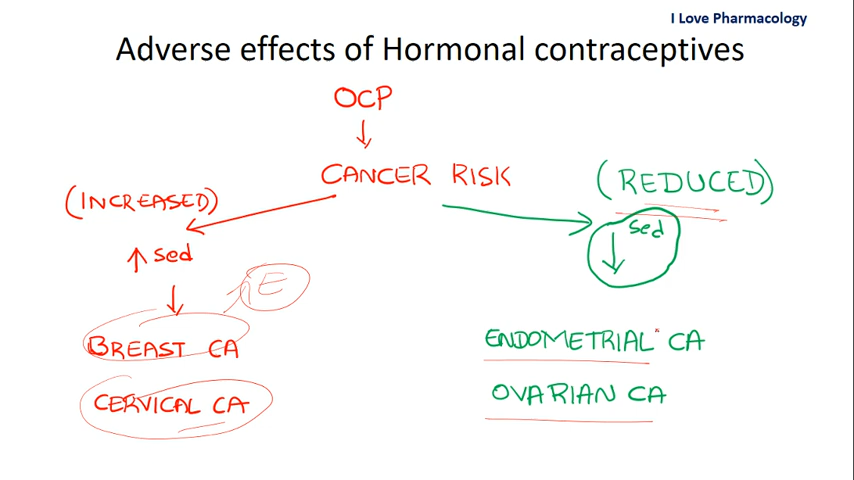 I Love Pharmacology
Adverse effects of Hormonal contraceptives
OCP
↓
CANCER RISK
(INCREASED)
(REDUCED)
↑ sed
↓ sed
↓
E
BREAST CA
ENDOMETRIAL CA
CERVICAL CA
OVARIAN CA